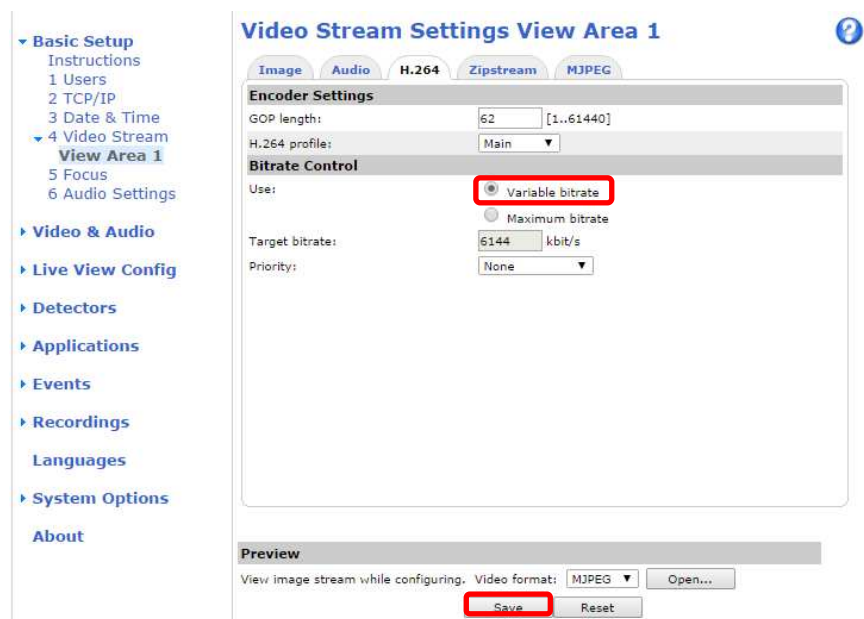 Basic Setup
Instructions
1 Users
2 TCP/IP
3 Date & Time
4 Video Stream
View Area 1
5 Focus
6 Audio Settings
Video & Audio
Live View Config
Detectors
Applications
Events
Recordings
Languages
System Options
About
Video Stream Settings View Area 1
?
Image Audio H.264 Zipstream MJPEG
Encoder Settings
GOP length: 62 [1..61440]
H.264 profile: Main
Bitrate Control
Use: Variable bitrate
Maximum bitrate
Target bitrate: 6144 kbit/s
Priority: None
Preview
View image stream while configuring. Video format: MJPEG Open...
Save Reset